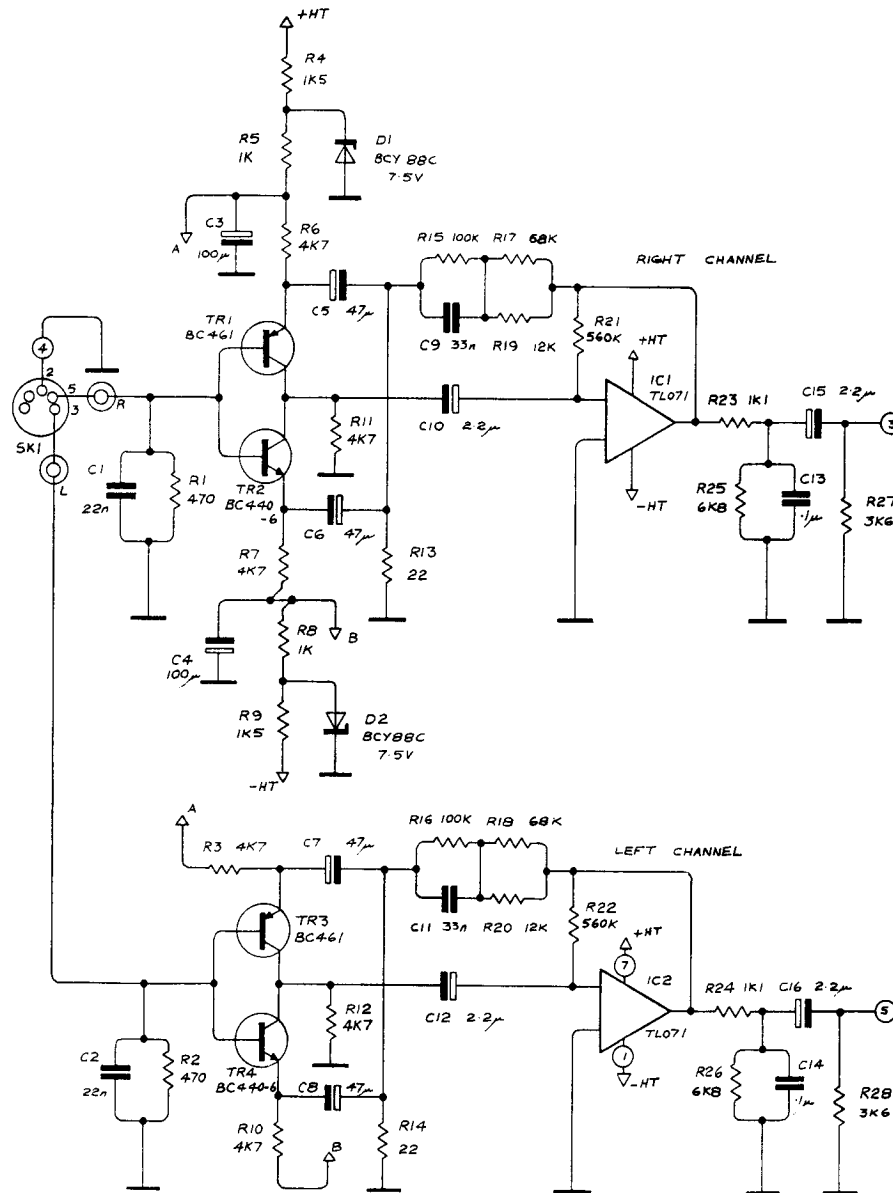 +HT
R4
1K5
R5
1K
D1
BCY 88C
7.5V
A
C3
100μ
R6
4K7
R15 100K R17 68K
RIGHT CHANNEL
C5 47μ
C9 33n R19 12K
R21
560K
TR1
BC461
4
2
5
3
R
SK1
L
+HT
IC1
TL071
-HT
C10 2.2μ
R11
4K7
R23 1K1
C15 2.2μ
3
C1
22n
R1
470
TR2
BC440
-6
C6 47μ
R25
6K8
C13
.1μ
R27
3K6
R7
4K7
R13
22
B
C4
100μ
R8
1K
R9
1K5
D2
BCY88C
7.5V
-HT
A
R3 4K7
C7 47μ
R16 100K R18 68K
LEFT CHANNEL
C11 33n R20 12K
R22
560K
TR3
BC461
+HT
7
IC2
TL071
1
-HT
R12
4K7
C12 2.2μ
R24 1K1
C16 2.2μ
5
C2
22n
R2
470
TR4
BC440-6
C8 47μ
R26
6K8
C14
.1μ
R28
3K6
R10
4K7
B
R14
22